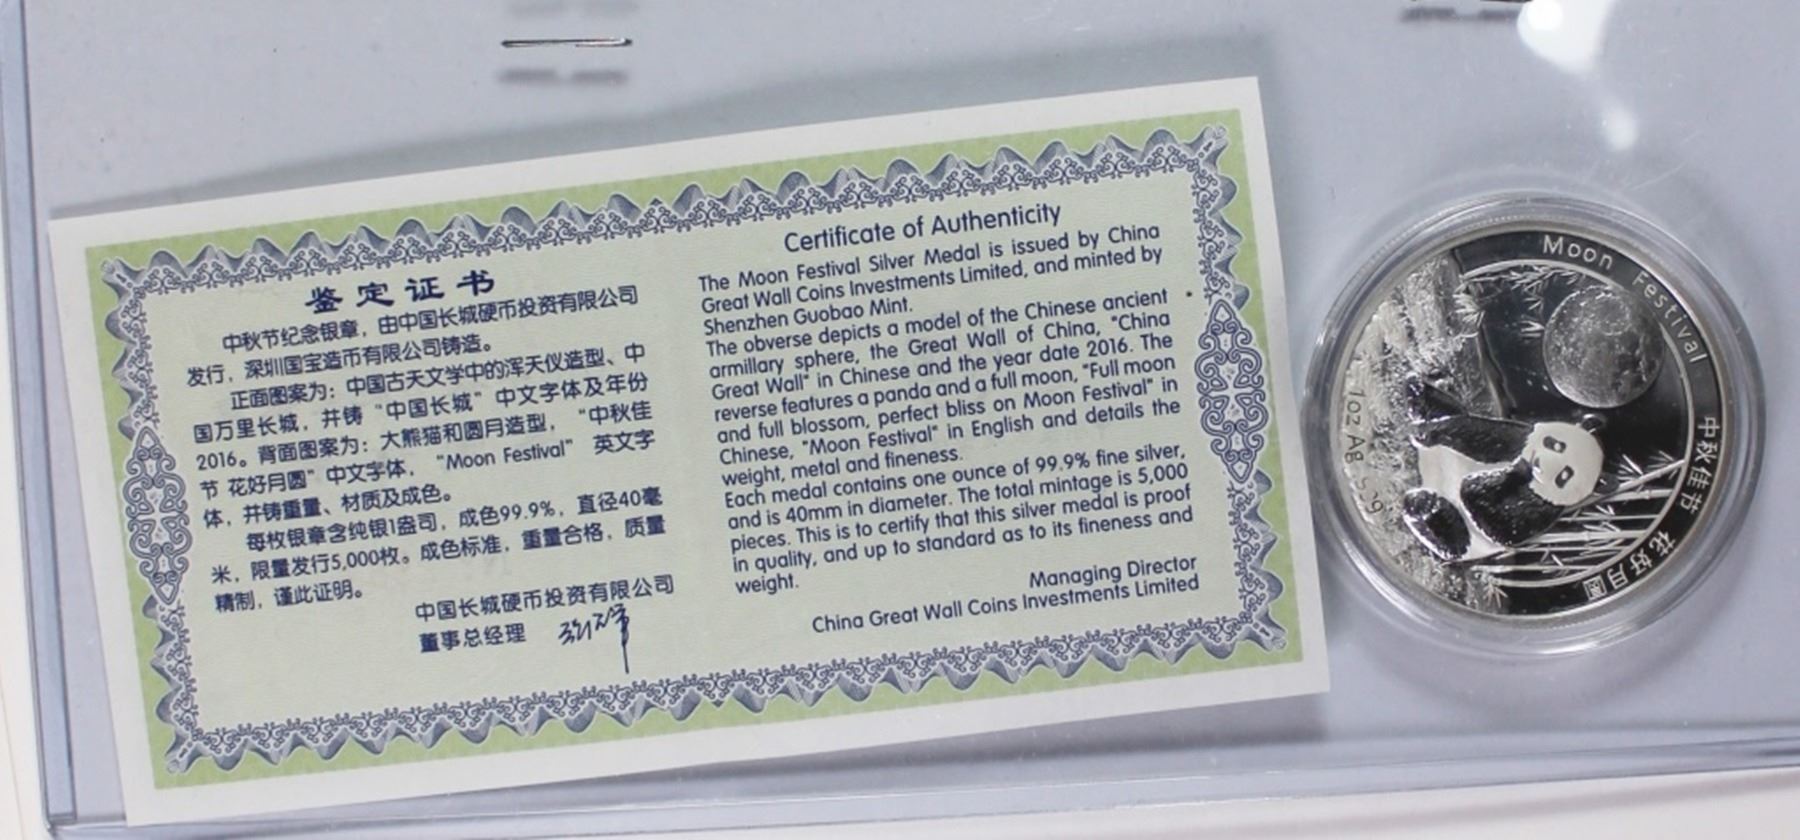 鉴定证书
中秋节纪念银章，由中国长城硬币投资有限公司
发行，深圳国宝造币有限公司铸造。
正面图案为：中国古天文学中的浑天仪造型、中
国万里长城，并铸“中国长城”中文字体及年份
2016。背面图案为：大熊猫和圆月造型，“中秋佳
节 花好月圆”中文字体，“Moon Festival”英文字
体，并铸重量、材质及成色。
每枚银章含纯银1盎司，成色99.9%，直径40毫
米，限量发行5,000枚。成色标准，重量合格，质量
精制，谨此证明。
中国长城硬币投资有限公司
董事总经理
Certificate of Authenticity
The Moon Festival Silver Medal is issued by China
Great Wall Coins Investments Limited, and minted by
Shenzhen Guobao Mint.
The obverse depicts a model of the Chinese ancient
armillary sphere, the Great Wall of China, "China
Great Wall" in Chinese and the year date 2016. The
reverse features a panda and a full moon, "Full moon
and full blossom, perfect bliss on Moon Festival" in
Chinese, "Moon Festival" in English and details the
weight, metal and fineness.
Each medal contains one ounce of 99.9% fine silver,
and is 40mm in diameter. The total mintage is 5,000
pieces. This is to certify that this silver medal is proof
in quality, and up to standard as to its fineness and
weight.
Managing Director
China Great Wall Coins Investments Limited
Moon Festival
中秋佳节 花好月圆
1oz Ag .999